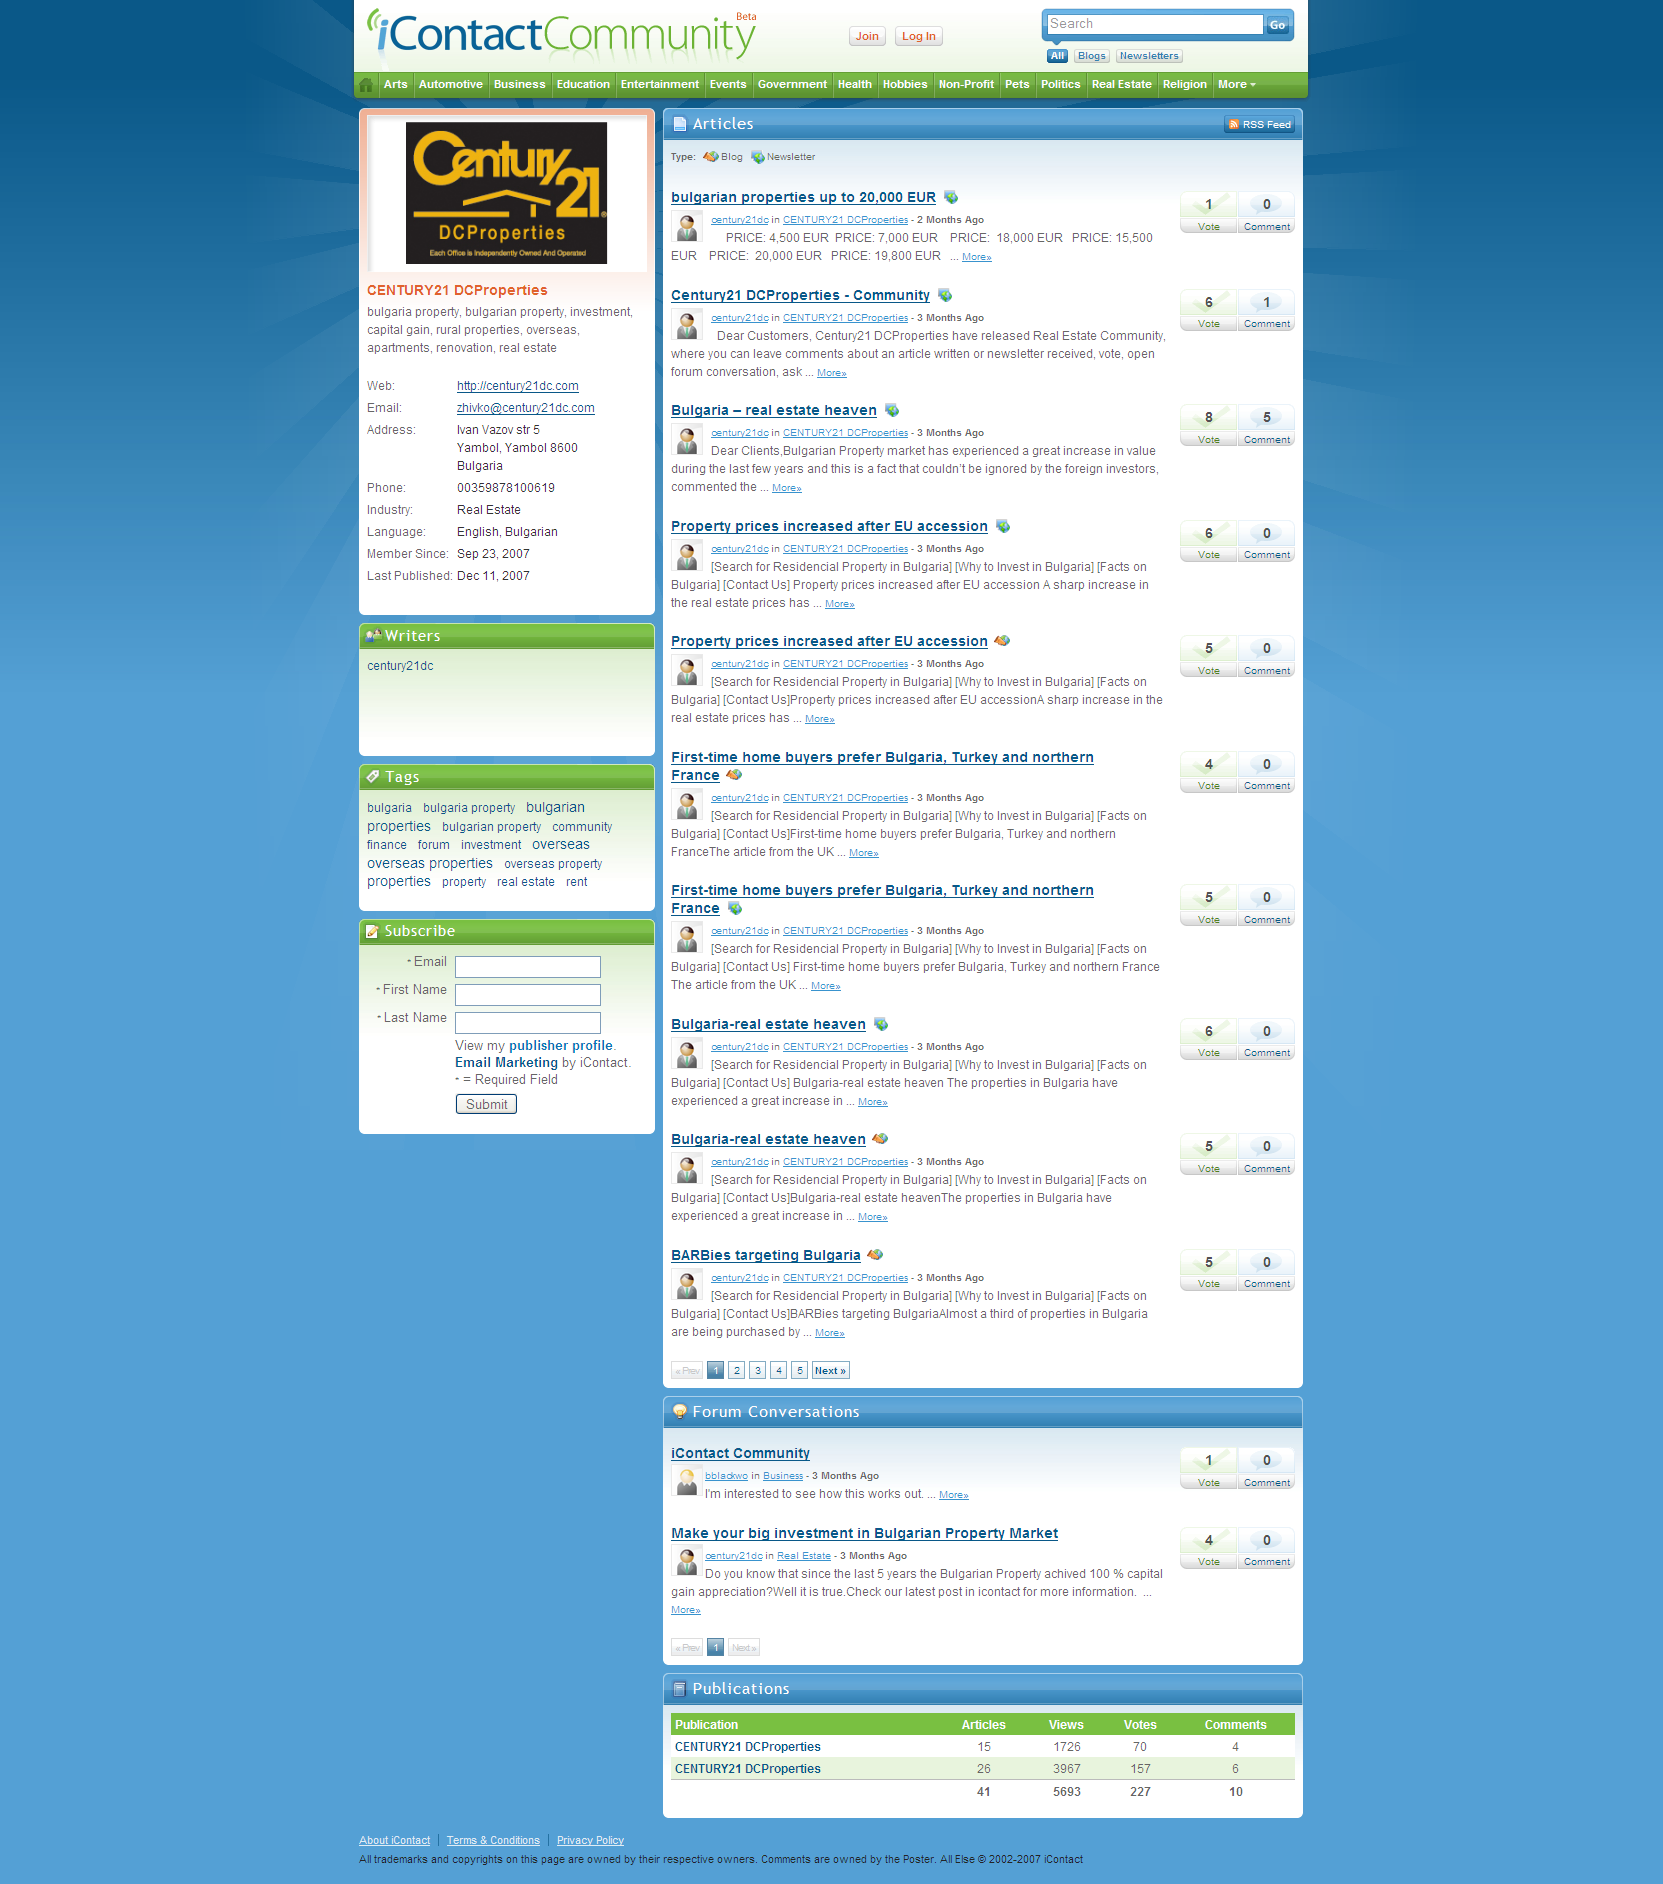 iContactCommunity Beta
Join Log In
Search Go
All Blogs Newsletters
Arts Automotive Business Education Entertainment Events Government Health Hobbies Non-Profit Pets Politics Real Estate Religion More
Century 21
DCProperties
Each Office is Independently Owned And Operated
CENTURY21 DCProperties
bulgaria property, bulgarian property, investment,
capital gain, rural properties, overseas,
apartments, renovation, real estate
Web: http://century21dc.com
Email: zhivko@century21dc.com
Address: Ivan Vazov str 5
Yambol, Yambol 8600
Bulgaria
Phone: 00359878100619
Industry: Real Estate
Language: English, Bulgarian
Member Since: Sep 23, 2007
Last Published: Dec 11, 2007
Writers
century21dc
Tags
bulgaria bulgaria property bulgarian
properties bulgarian property community
finance forum investment overseas
overseas properties overseas property
properties property real estate rent
Subscribe
* Email
* First Name
* Last Name
View my publisher profile.
Email Marketing by iContact.
* = Required Field
Submit
Articles RSS Feed
Type: Blog Newsletter
bulgarian properties up to 20,000 EUR
century21dc in CENTURY21 DCProperties - 2 Months Ago
PRICE: 4,500 EUR PRICE: 7,000 EUR PRICE: 18,000 EUR PRICE: 15,500
EUR PRICE: 20,000 EUR PRICE: 19,800 EUR ... More»
1 0
Vote Comment
Century21 DCProperties - Community
century21dc in CENTURY21 DCProperties - 3 Months Ago
Dear Customers, Century21 DCProperties have released Real Estate Community,
where you can leave comments about an article written or newsletter received, vote, open
forum conversation, ask ... More»
6 1
Vote Comment
Bulgaria – real estate heaven
century21dc in CENTURY21 DCProperties - 3 Months Ago
Dear Clients,Bulgarian Property market has experienced a great increase in value
during the last few years and this is a fact that couldn't be ignored by the foreign investors,
commented the ... More»
8 5
Vote Comment
Property prices increased after EU accession
century21dc in CENTURY21 DCProperties - 3 Months Ago
[Search for Residencial Property in Bulgaria] [Why to Invest in Bulgaria] [Facts on
Bulgaria] [Contact Us] Property prices increased after EU accession A sharp increase in
the real estate prices has ... More»
6 0
Vote Comment
Property prices increased after EU accession
century21dc in CENTURY21 DCProperties - 3 Months Ago
[Search for Residencial Property in Bulgaria] [Why to Invest in Bulgaria] [Facts on
Bulgaria] [Contact Us]Property prices increased after EU accessionA sharp increase in the
real estate prices has ... More»
5 0
Vote Comment
First-time home buyers prefer Bulgaria, Turkey and northern
France
century21dc in CENTURY21 DCProperties - 3 Months Ago
[Search for Residencial Property in Bulgaria] [Why to Invest in Bulgaria] [Facts on
Bulgaria] [Contact Us]First-time home buyers prefer Bulgaria, Turkey and northern
FranceThe article from the UK ... More»
4 0
Vote Comment
First-time home buyers prefer Bulgaria, Turkey and northern
France
century21dc in CENTURY21 DCProperties - 3 Months Ago
[Search for Residencial Property in Bulgaria] [Why to Invest in Bulgaria] [Facts on
Bulgaria] [Contact Us] First-time home buyers prefer Bulgaria, Turkey and northern France
The article from the UK ... More»
5 0
Vote Comment
Bulgaria-real estate heaven
century21dc in CENTURY21 DCProperties - 3 Months Ago
[Search for Residencial Property in Bulgaria] [Why to Invest in Bulgaria] [Facts on
Bulgaria] [Contact Us] Bulgaria-real estate heaven The properties in Bulgaria have
experienced a great increase in ... More»
6 0
Vote Comment
Bulgaria-real estate heaven
century21dc in CENTURY21 DCProperties - 3 Months Ago
[Search for Residencial Property in Bulgaria] [Why to Invest in Bulgaria] [Facts on
Bulgaria] [Contact Us]Bulgaria-real estate heavenThe properties in Bulgaria have
experienced a great increase in ... More»
5 0
Vote Comment
BARBies targeting Bulgaria
century21dc in CENTURY21 DCProperties - 3 Months Ago
[Search for Residencial Property in Bulgaria] [Why to Invest in Bulgaria] [Facts on
Bulgaria] [Contact Us]BARBies targeting BulgariaAlmost a third of properties in Bulgaria
are being purchased by ... More»
5 0
Vote Comment
« Prev 1 2 3 4 5 Next »
Forum Conversations
iContact Community
bblackwo in Business - 3 Months Ago
I'm interested to see how this works out. ... More»
1 0
Vote Comment
Make your big investment in Bulgarian Property Market
century21dc in Real Estate - 3 Months Ago
Do you know that since the last 5 years the Bulgarian Property achived 100 % capital
gain appreciation?Well it is true.Check our latest post in icontact for more information. ...
More»
4 0
Vote Comment
« Prev 1 Next »
Publications
Publication Articles Views Votes Comments
CENTURY21 DCProperties 15 1726 70 4
CENTURY21 DCProperties 26 3967 157 6
41 5693 227 10
About iContact | Terms & Conditions | Privacy Policy
All trademarks and copyrights on this page are owned by their respective owners. Comments are owned by the Poster. All Else © 2002-2007 iContact